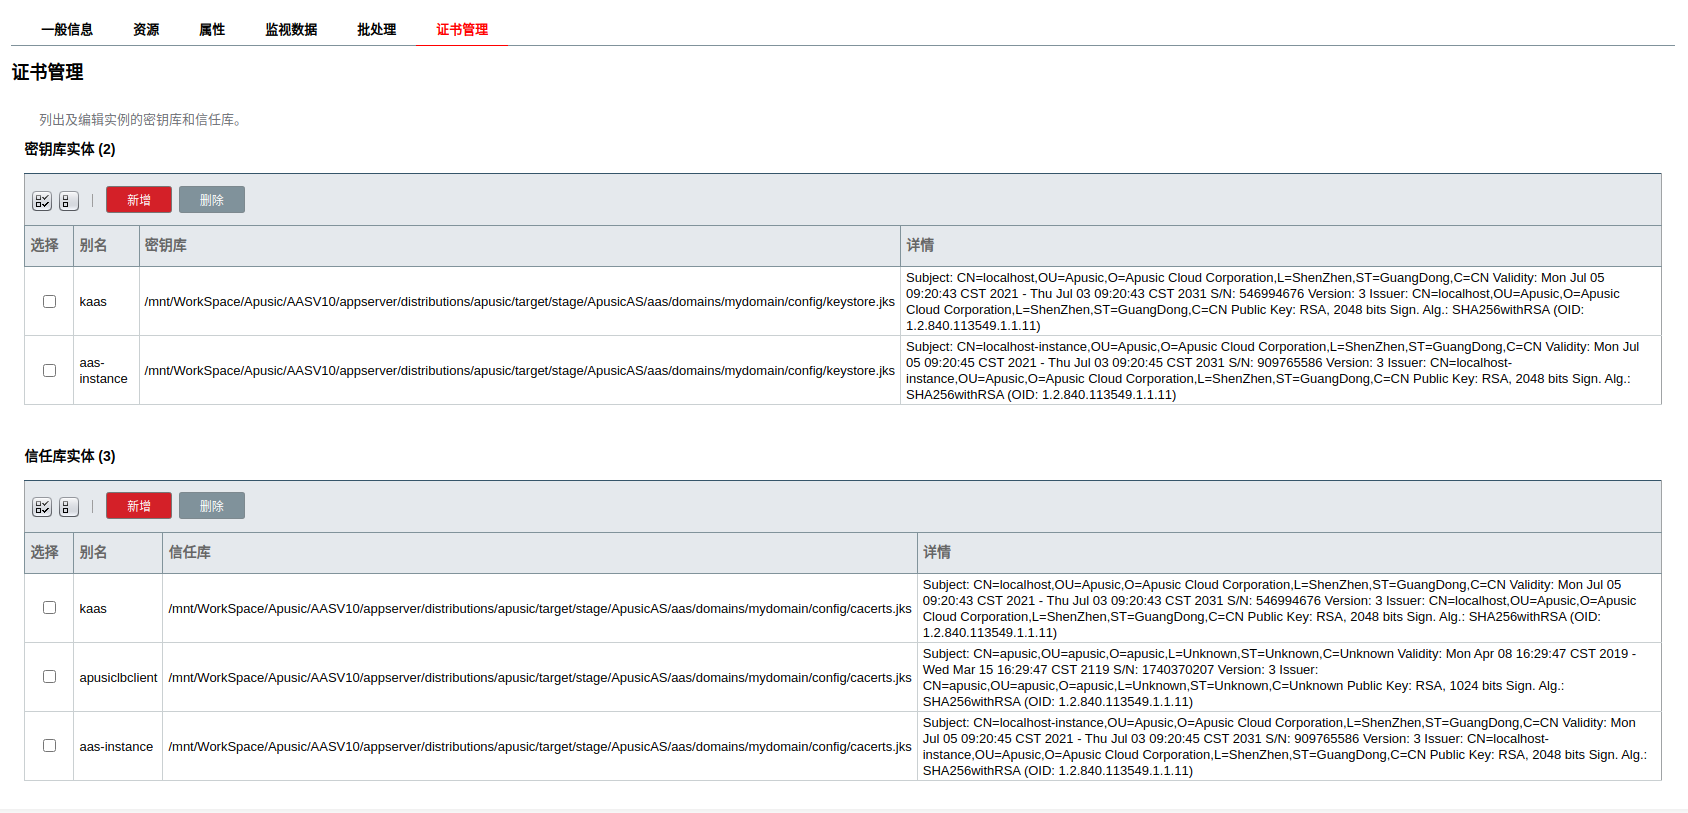 一般信息 资源 属性 监视数据 批处理 证书管理
证书管理
列出及编辑实例的密钥库和信任库。
密钥库实体 (2)
新增 删除
选择 别名 密钥库 详情
kaas /mnt/WorkSpace/Apusic/AASV10/appserver/distributions/apusic/target/stage/ApusicAS/aas/domains/mydomain/config/keystore.jks
Subject: CN=localhost,OU=Apusic,O=Apusic Cloud Corporation,L=ShenZhen,ST=GuangDong,C=CN Validity: Mon Jul 05
09:20:43 CST 2021 - Thu Jul 03 09:20:43 CST 2031 S/N: 546994676 Version: 3 Issuer: CN=localhost,OU=Apusic,O=Apusic
Cloud Corporation,L=ShenZhen,ST=GuangDong,C=CN Public Key: RSA, 2048 bits Sign. Alg.: SHA256withRSA (OID:
1.2.840.113549.1.1.11)
aas-
instance
/mnt/WorkSpace/Apusic/AASV10/appserver/distributions/apusic/target/stage/ApusicAS/aas/domains/mydomain/config/keystore.jks
Subject: CN=localhost-instance,OU=Apusic,O=Apusic Cloud Corporation,L=ShenZhen,ST=GuangDong,C=CN Validity: Mon Jul
05 09:20:45 CST 2021 - Thu Jul 03 09:20:45 CST 2031 S/N: 909765586 Version: 3 Issuer: CN=localhost-
instance,OU=Apusic,O=Apusic Cloud Corporation,L=ShenZhen,ST=GuangDong,C=CN Public Key: RSA, 2048 bits Sign. Alg.:
SHA256withRSA (OID: 1.2.840.113549.1.1.11)
信任库实体 (3)
新增 删除
选择 别名 信任库 详情
kaas /mnt/WorkSpace/Apusic/AASV10/appserver/distributions/apusic/target/stage/ApusicAS/aas/domains/mydomain/config/cacerts.jks
Subject: CN=localhost,OU=Apusic,O=Apusic Cloud Corporation,L=ShenZhen,ST=GuangDong,C=CN Validity: Mon Jul 05
09:20:43 CST 2021 - Thu Jul 03 09:20:43 CST 2031 S/N: 546994676 Version: 3 Issuer: CN=localhost,OU=Apusic,O=Apusic
Cloud Corporation,L=ShenZhen,ST=GuangDong,C=CN Public Key: RSA, 2048 bits Sign. Alg.: SHA256withRSA (OID:
1.2.840.113549.1.1.11)
apusiclbclient /mnt/WorkSpace/Apusic/AASV10/appserver/distributions/apusic/target/stage/ApusicAS/aas/domains/mydomain/config/cacerts.jks
Subject: CN=apusic,OU=apusic,O=apusic,L=Unknown,ST=Unknown,C=Unknown Validity: Mon Apr 08 16:29:47 CST 2019 -
Wed Mar 15 16:29:47 CST 2119 S/N: 1740370207 Version: 3 Issuer:
CN=apusic,OU=apusic,O=apusic,L=Unknown,ST=Unknown,C=Unknown Public Key: RSA, 1024 bits Sign. Alg.:
SHA256withRSA (OID: 1.2.840.113549.1.1.11)
aas-instance /mnt/WorkSpace/Apusic/AASV10/appserver/distributions/apusic/target/stage/ApusicAS/aas/domains/mydomain/config/cacerts.jks
Subject: CN=localhost-instance,OU=Apusic,O=Apusic Cloud Corporation,L=ShenZhen,ST=GuangDong,C=CN Validity: Mon
Jul 05 09:20:45 CST 2021 - Thu Jul 03 09:20:45 CST 2031 S/N: 909765586 Version: 3 Issuer: CN=localhost-
instance,OU=Apusic,O=Apusic Cloud Corporation,L=ShenZhen,ST=GuangDong,C=CN Public Key: RSA, 2048 bits Sign. Alg.:
SHA256withRSA (OID: 1.2.840.113549.1.1.11)